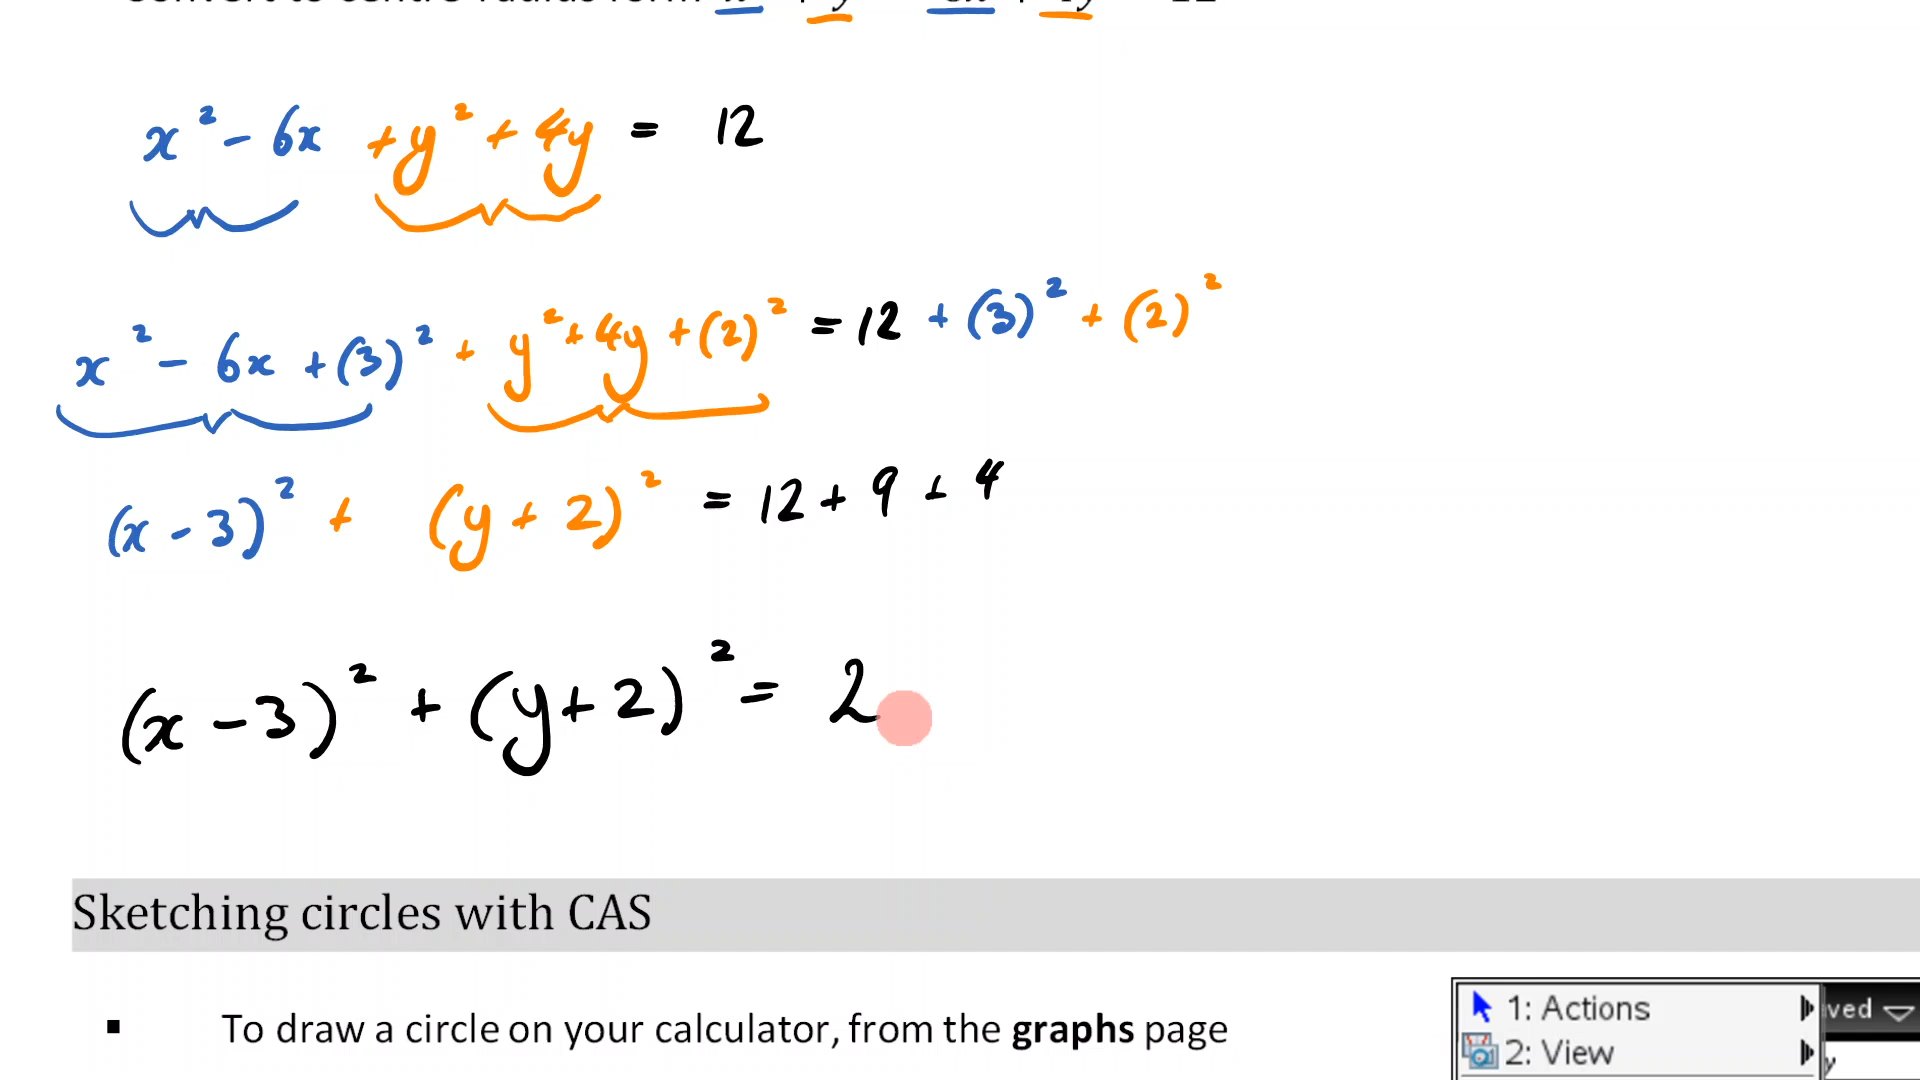 x² - 6x + y² + 4y = 12
x² - 6x + (3)² + y² + 4y + (2)² = 12 + (3)² + (2)²
(x - 3)² + (y + 2)² = 12 + 9 + 4
(x - 3)² + (y + 2)² = 2
Sketching circles with CAS
▪ To draw a circle on your calculator, from the graphs page
1: Actions
ved
2: View
y